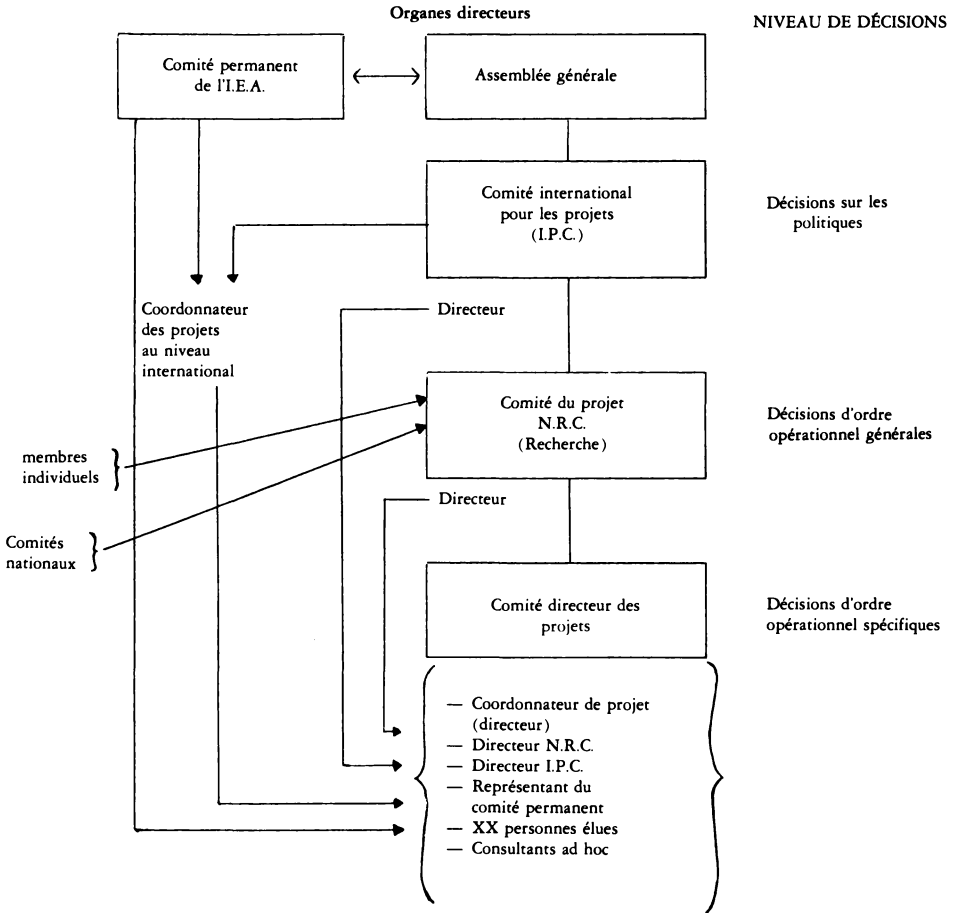 Organes directeurs
NIVEAU DE DÉCISIONS
Comité permanent
de l'I.E.A.
Assemblée générale
Comité international
pour les projets
(I.P.C.)
Décisions sur les
politiques
Coordonnateur
des projets
au niveau
international
Directeur
Comité du projet
N.R.C.
(Recherche)
Décisions d'ordre
opérationnel générales
membres
individuels
Directeur
Comités
nationaux
Comité directeur des
projets
Décisions d'ordre
opérationnel spécifiques
— Coordonnateur de projet
(directeur)
— Directeur N.R.C.
— Directeur I.P.C.
— Représentant du
comité permanent
— XX personnes élues
— Consultants ad hoc